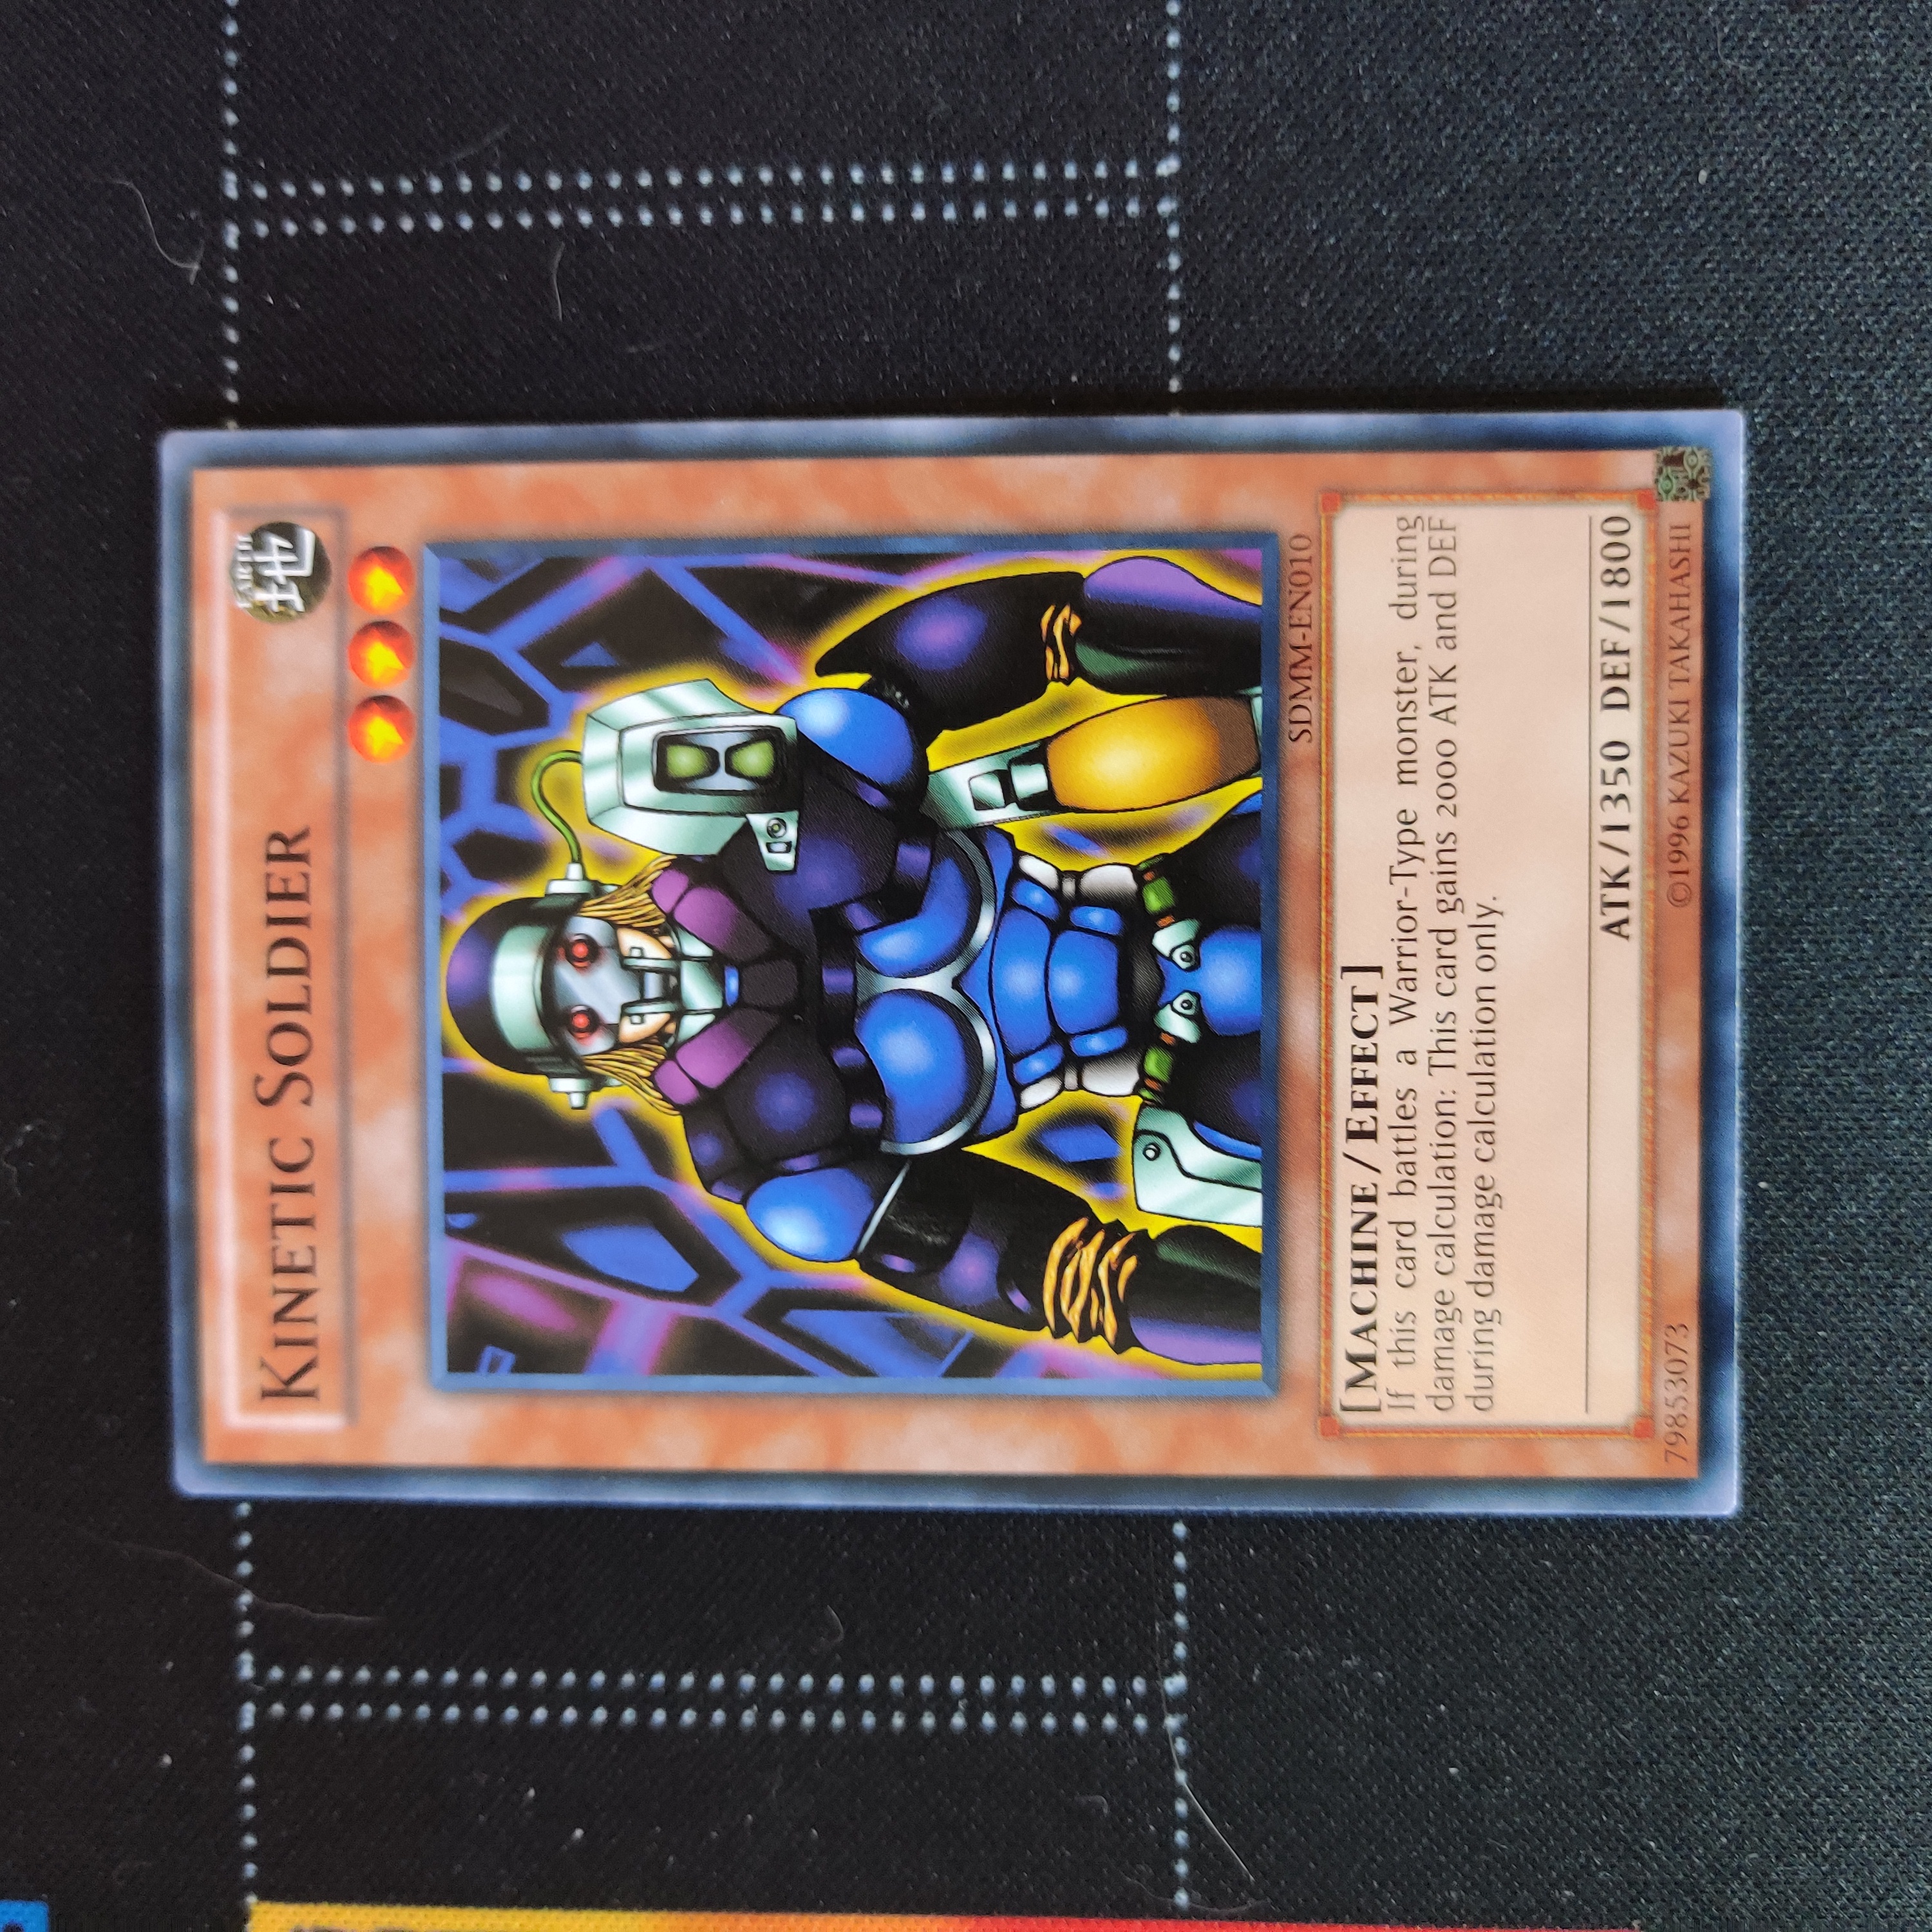 KINETIC SOLDIER
EARTH
地
SDMM-EN010
[MACHINE/EFFECT]
If this card battles a Warrior-Type monster, during
damage calculation: This card gains 2000 ATK and DEF
during damage calculation only.
ATK/1350 DEF/1800
79853073
©1996 KAZUKI TAKAHASHI